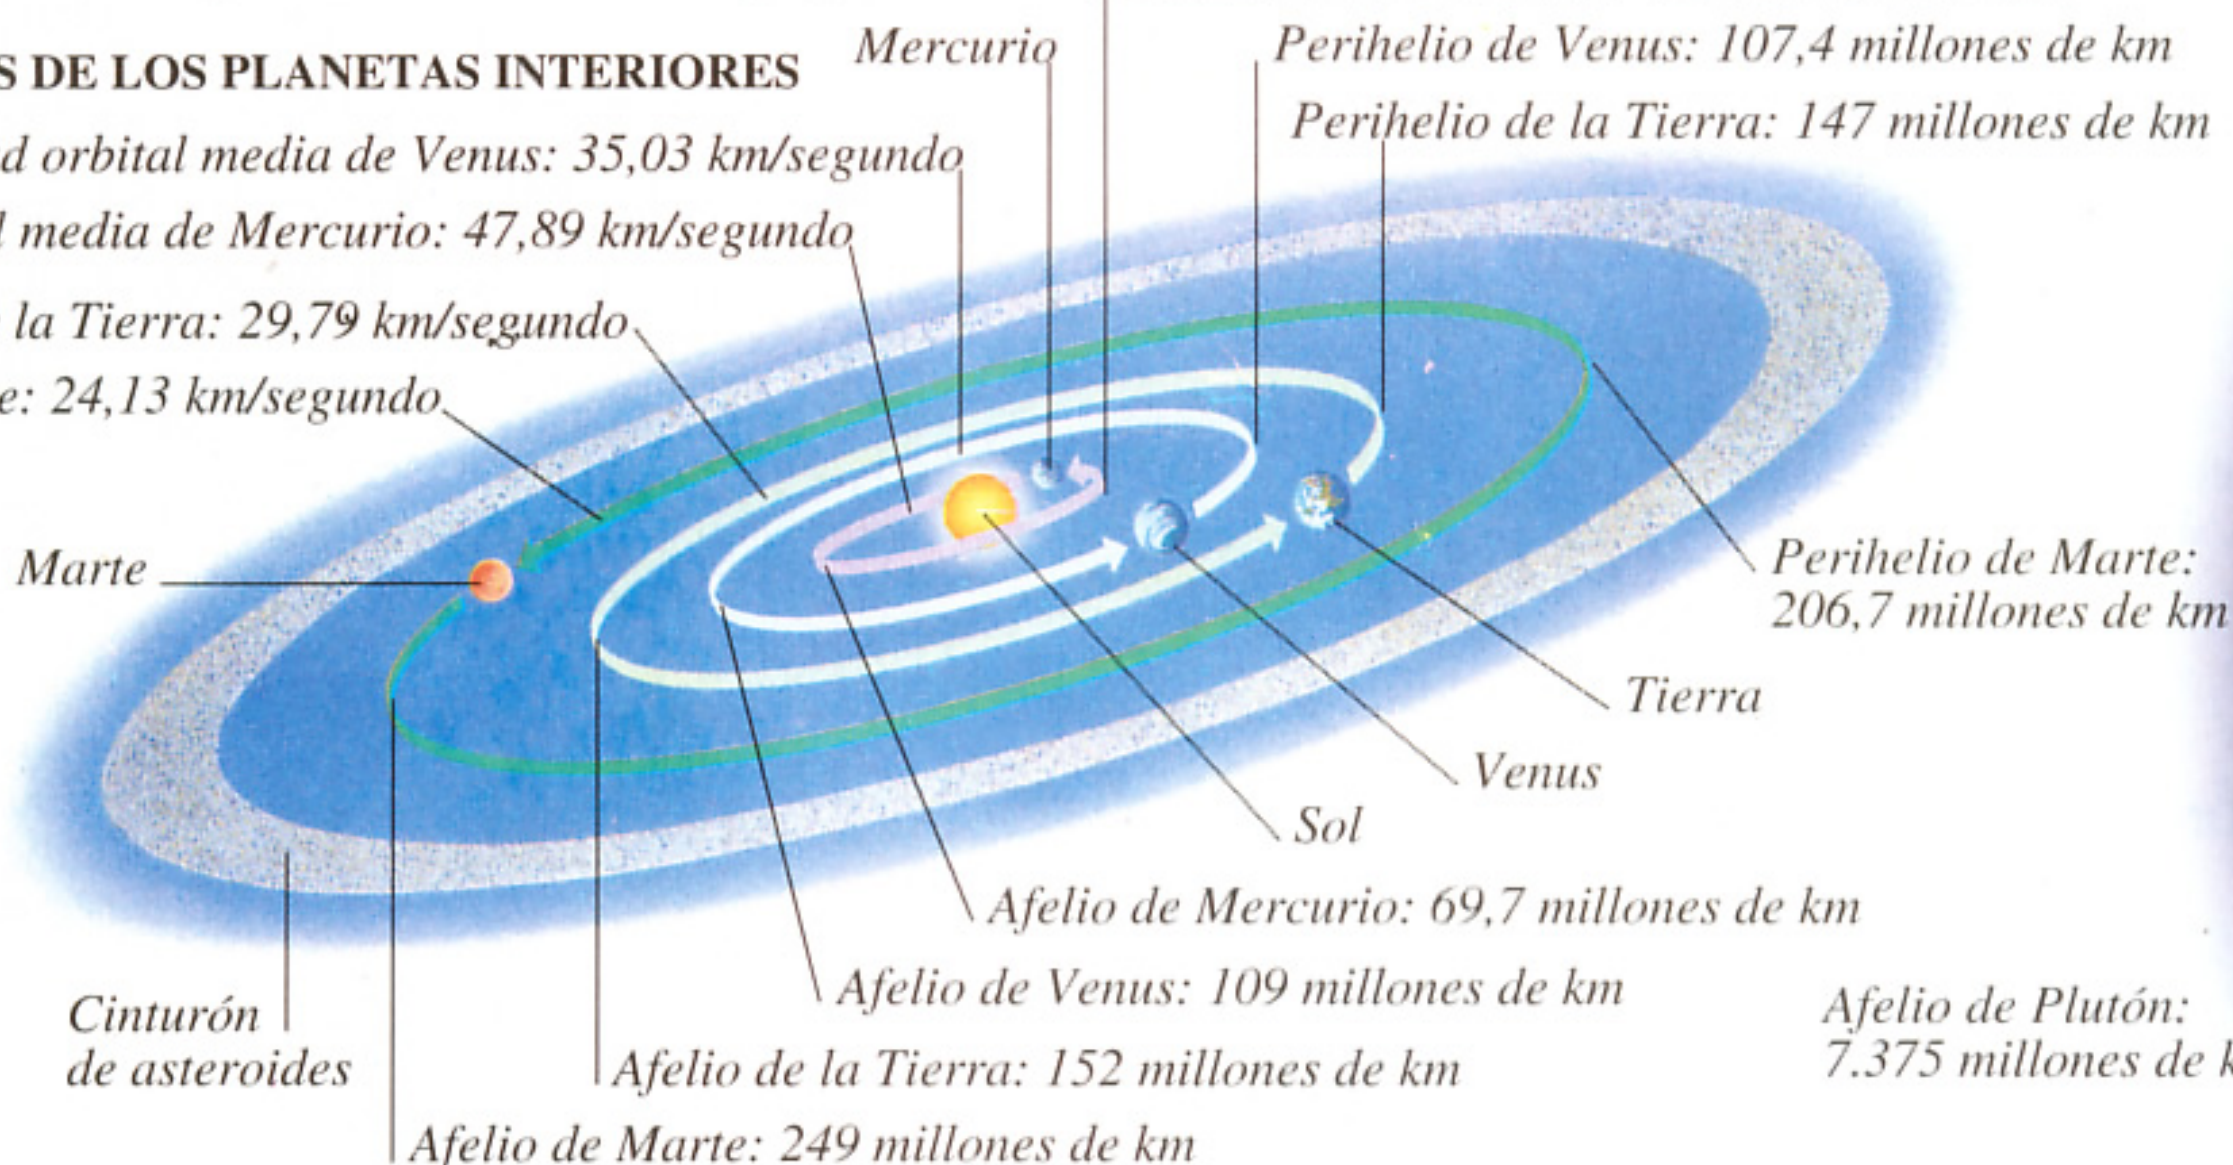 S DE LOS PLANETAS INTERIORES
Mercurio
Perihelio de Venus: 107,4 millones de km
Perihelio de la Tierra: 147 millones de km
d orbital media de Venus: 35,03 km/segundo
l media de Mercurio: 47,89 km/segundo
la Tierra: 29,79 km/segundo
e: 24,13 km/segundo
Marte
Perihelio de Marte:
206,7 millones de km
Tierra
Venus
Sol
Afelio de Mercurio: 69,7 millones de km
Afelio de Venus: 109 millones de km
Cinturón
de asteroides
Afelio de la Tierra: 152 millones de km
Afelio de Marte: 249 millones de km
Afelio de Plutón:
7.375 millones de k